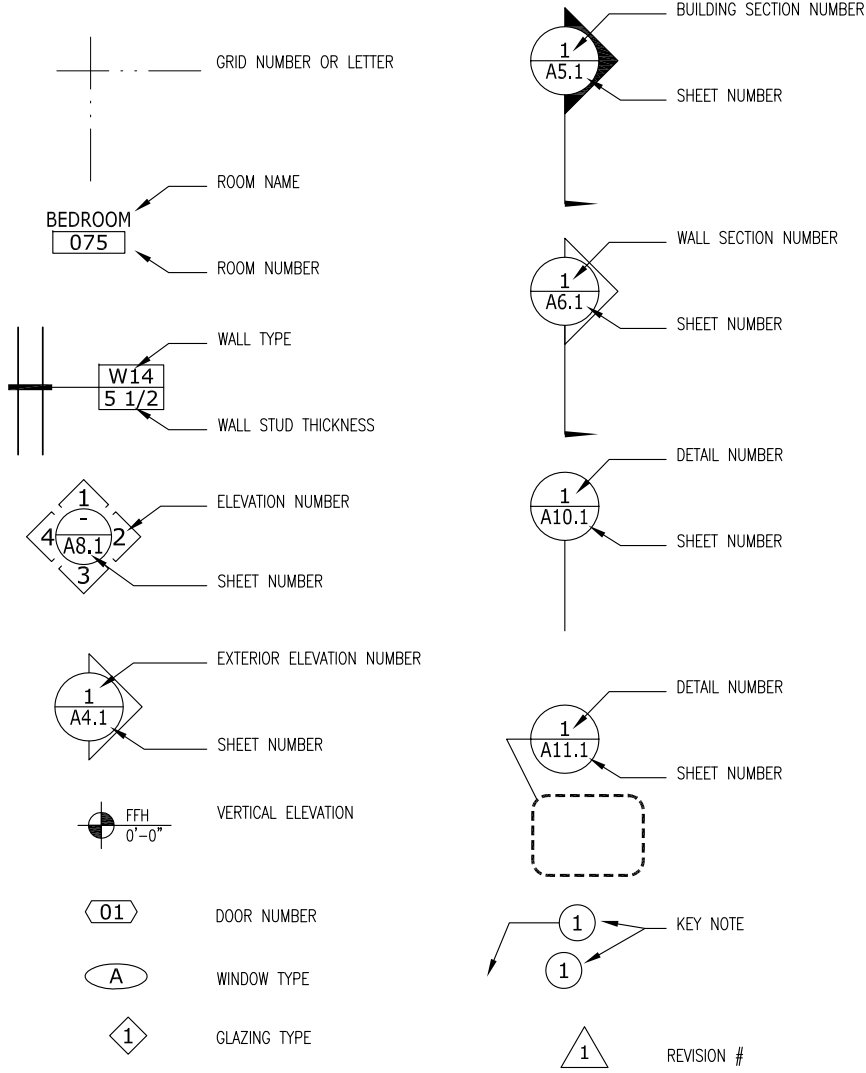 GRID NUMBER OR LETTER
ROOM NAME
BEDROOM
075
ROOM NUMBER
WALL TYPE
W14
5 1/2
WALL STUD THICKNESS
1
ELEVATION NUMBER
-
4
2
A8.1
3
SHEET NUMBER
EXTERIOR ELEVATION NUMBER
1
A4.1
SHEET NUMBER
FFH
0'-0"
VERTICAL ELEVATION
01
DOOR NUMBER
A
WINDOW TYPE
1
GLAZING TYPE
BUILDING SECTION NUMBER
1
A5.1
SHEET NUMBER
WALL SECTION NUMBER
1
A6.1
SHEET NUMBER
DETAIL NUMBER
1
A10.1
SHEET NUMBER
DETAIL NUMBER
1
A11.1
SHEET NUMBER
1
KEY NOTE
1
1
REVISION #